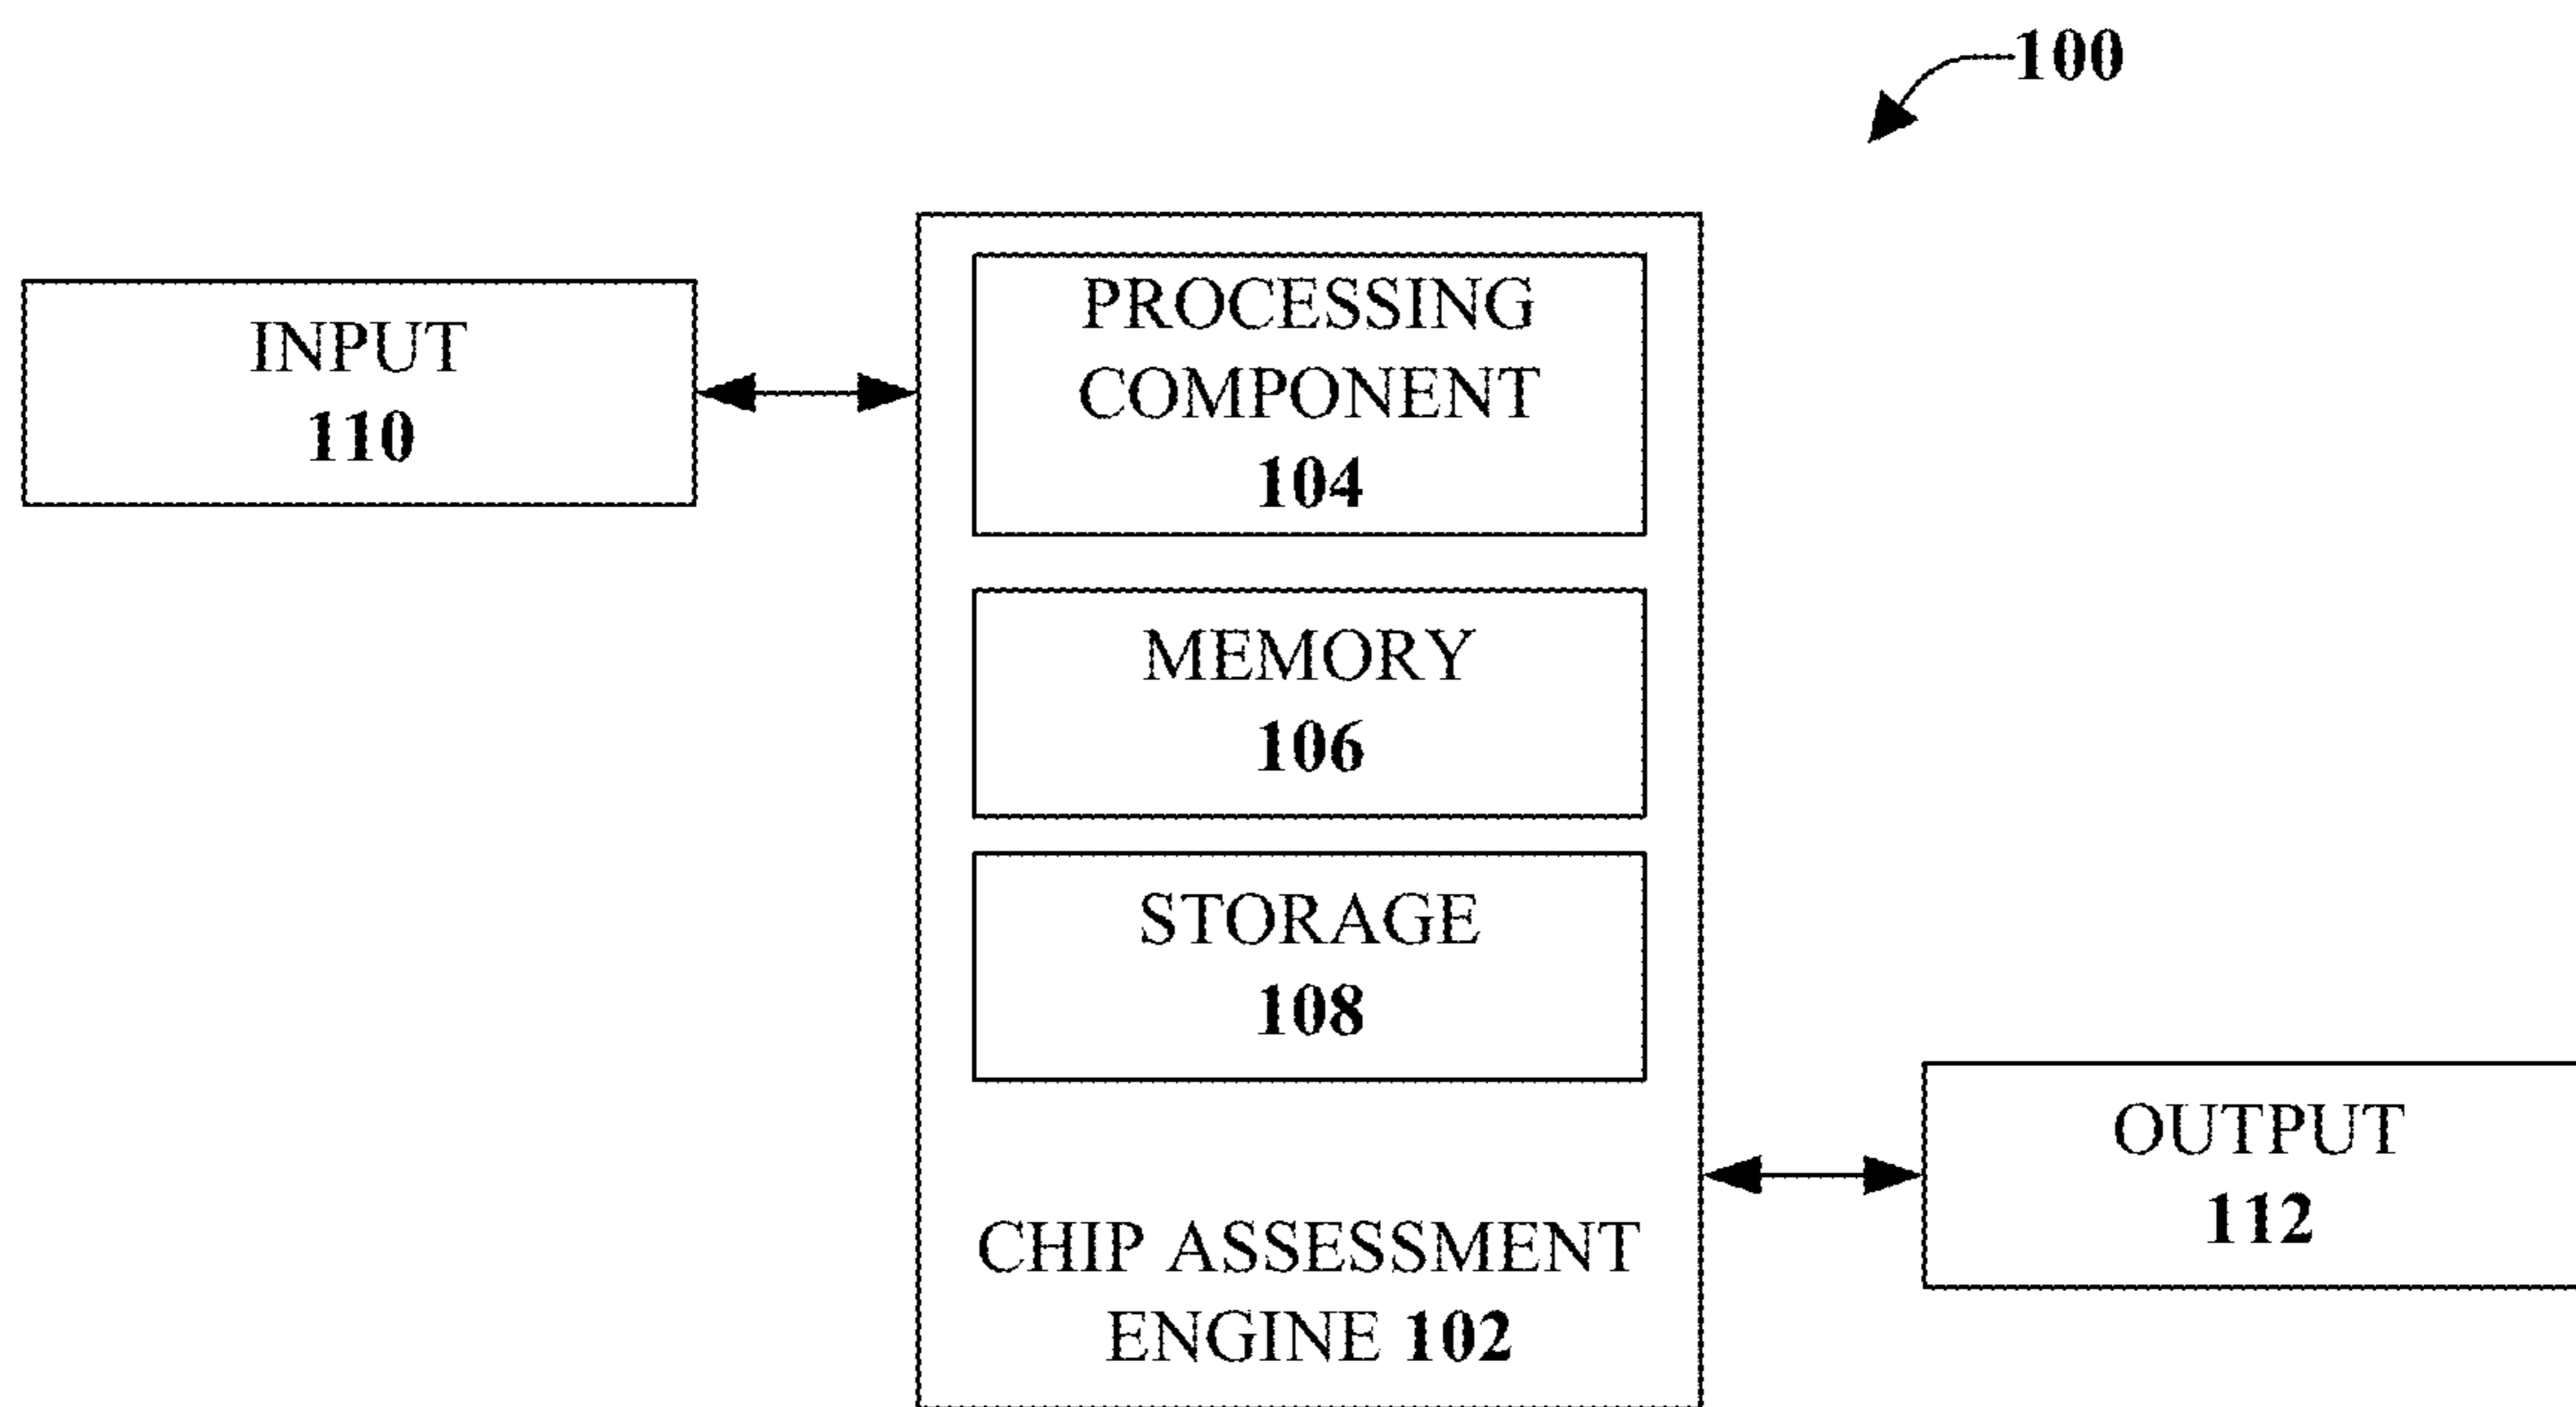 100
INPUT
110
PROCESSING
COMPONENT
104
MEMORY
106
STORAGE
108
CHIP ASSESSMENT
ENGINE 102
OUTPUT
112